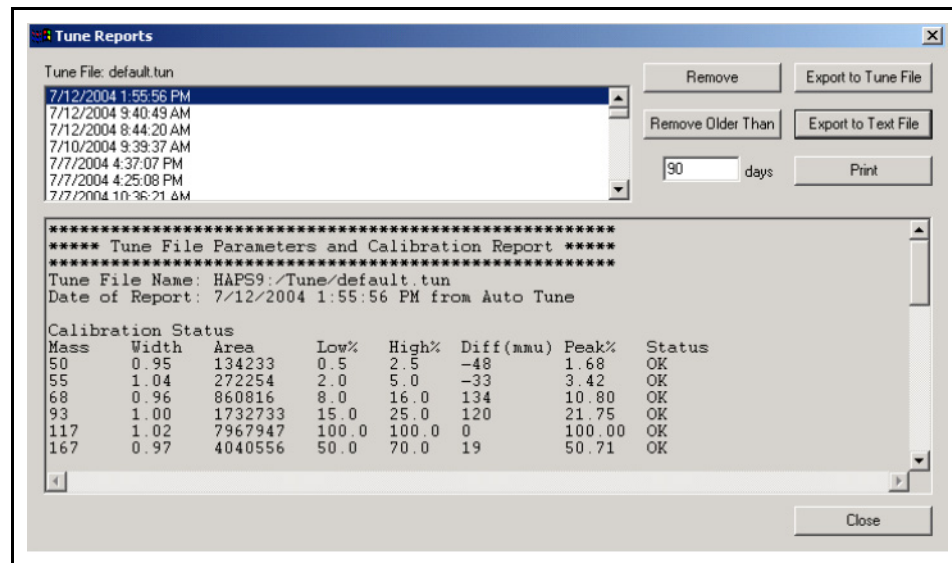 Tune Reports
Tune File: default.tun
7/12/2004 1:55:56 PM
7/12/2004 9:40:49 AM
7/12/2004 8:44:20 AM
7/10/2004 9:39:37 AM
7/7/2004 4:37:07 PM
7/7/2004 4:25:08 PM
7/7/2004 10:36:21 AM
Remove
Export to Tune File
Remove Older Than
Export to Text File
90 days
Print
*********************************************************
***** Tune File Parameters and Calibration Report *****
*********************************************************
Tune File Name: HAPS9:/Tune/default.tun
Date of Report: 7/12/2004 1:55:56 PM from Auto Tune
Calibration Status
Mass Width Area Low% High% Diff(mmu) Peak% Status
50 0.95 134233 0.5 2.5 -48 1.68 OK
55 1.04 272254 2.0 5.0 -33 3.42 OK
68 0.96 860816 8.0 16.0 134 10.80 OK
93 1.00 1732733 15.0 25.0 120 21.75 OK
117 1.02 7967947 100.0 100.0 0 100.00 OK
167 0.97 4040556 50.0 70.0 19 50.71 OK
Close